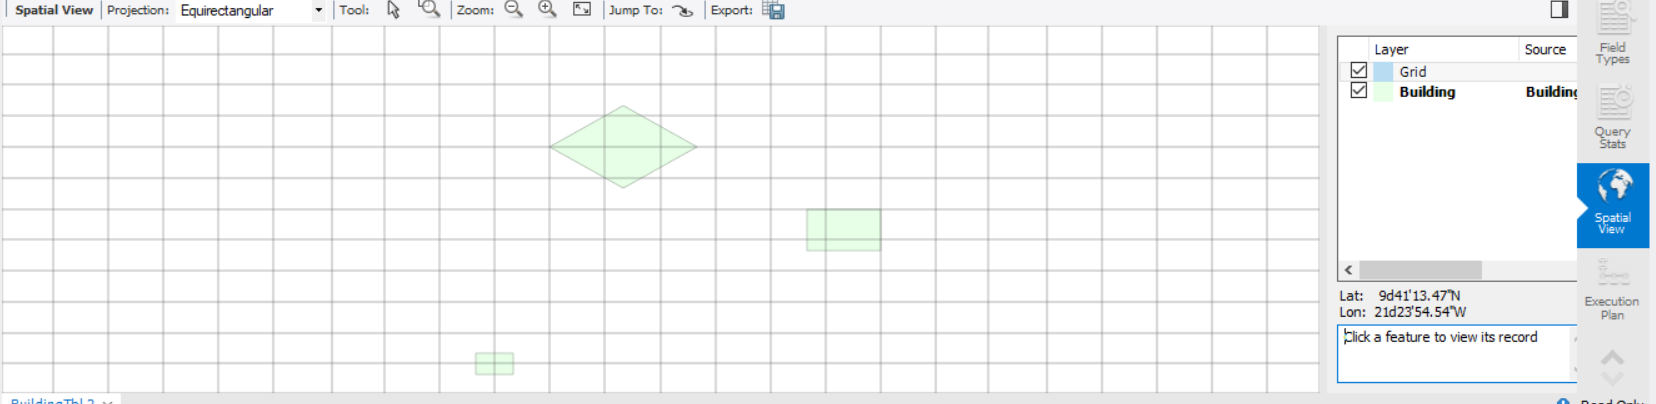 Spatial View Projection: Equirectangular Tool: Zoom: Jump To: Export:
Layer Source
Grid
Building Building
Lat: 9d41'13.47"N
Lon: 21d23'54.54"W
Click a feature to view its record
Field
Types
Query
Stats
Spatial
View
Execution
Plan
BuildingTbl 2
Read Only